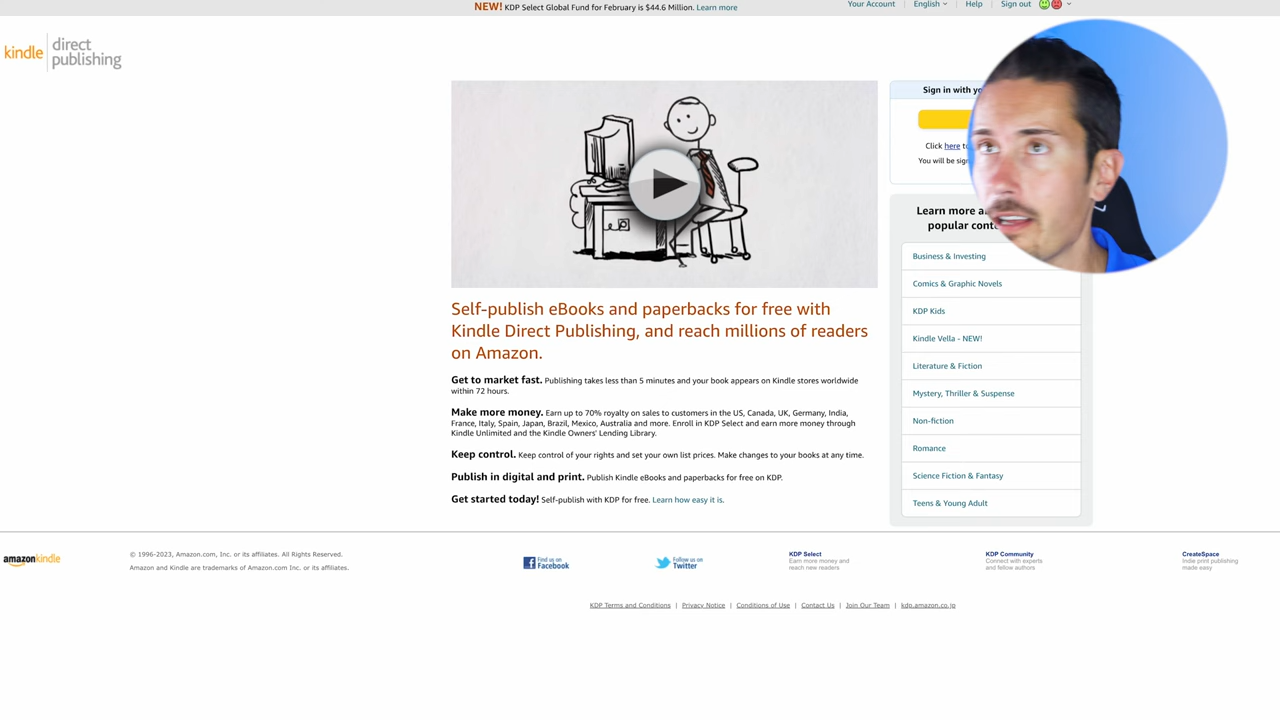 NEW! KDP Select Global Fund for February is $44.6 Million. Learn more
Your Account | English | Help | Sign out
kindle direct publishing
Sign in with
Click here
You will be
Learn more
popular
Business & Investing
Comics & Graphic Novels
KDP Kids
Kindle Vella - NEW!
Literature & Fiction
Mystery, Thriller & Suspense
Non-fiction
Romance
Science Fiction & Fantasy
Teens & Young Adult
Self-publish eBooks and paperbacks for free with
Kindle Direct Publishing, and reach millions of readers
on Amazon.
Get to market fast. Publishing takes less than 5 minutes and your book appears on Kindle stores worldwide
within 72 hours.
Make more money. Earn up to 70% royalty on sales to customers in the US, Canada, UK, Germany, India,
France, Italy, Spain, Japan, Brazil, Mexico, Australia and more. Enroll in KDP Select and earn more money through
Kindle Unlimited and the Kindle Owners' Lending Library.
Keep control. Keep control of your rights and set your own list prices. Make changes to your books at any time.
Publish in digital and print. Publish Kindle eBooks and paperbacks for free on KDP.
Get started today! Self-publish with KDP for free. Learn how easy it is.
amazonkindle
© 1996-2023, Amazon.com, Inc. or its affiliates. All Rights Reserved.
Amazon and Kindle are trademarks of Amazon.com Inc. or its affiliates.
Find us on
Facebook
Follow us on
Twitter
KDP Select
Earn more money and
reach new readers
KDP Community
Connect with experts
and fellow authors
CreateSpace
Indie print publishing
made easy
KDP Terms and Conditions | Privacy Notice | Conditions of Use | Contact Us | Join Our Team | kdp.amazon.co.jp